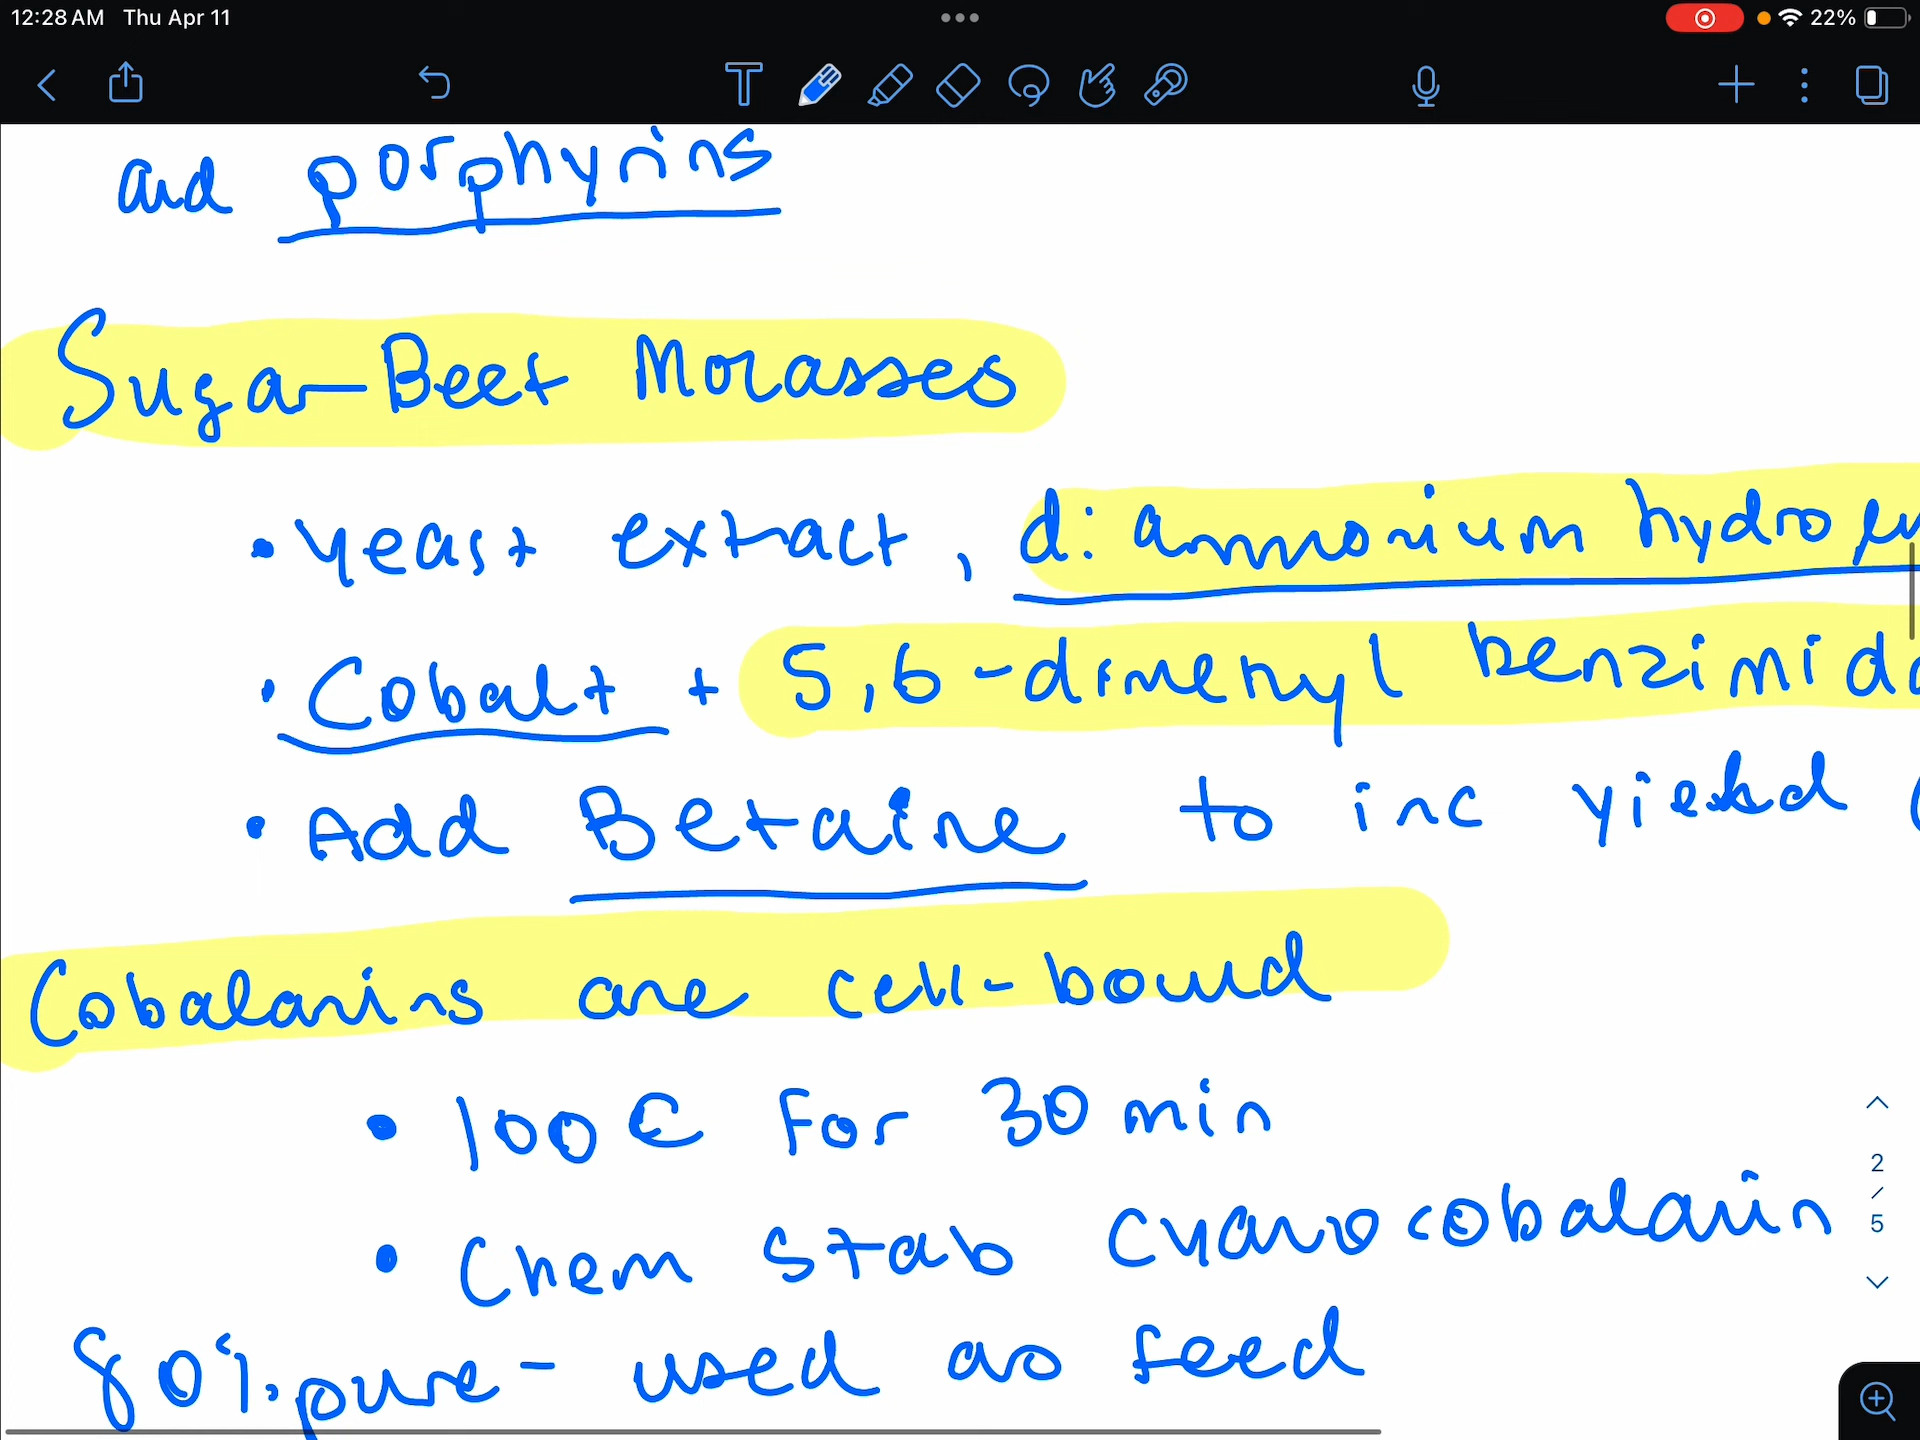 12:28 AM Thu Apr 11
22%
and porphyrins
Sugar-Beet Molasses
• yeast extract, di ammonium hydrogen
• Cobalt + 5,6-dimethyl benzimida
• Add Betaine to inc yield (
Cobalamins are cell-bound
• 100 C for 30 min
• Chem stab cyanocobalamin
80% pure - used as feed
2
/
5